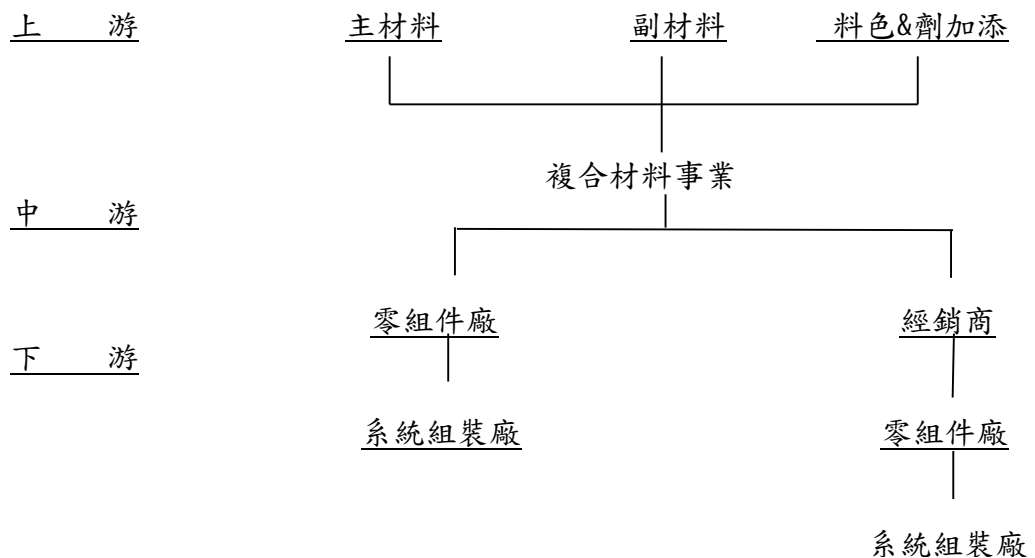 上 游 主材料 副材料 料色&劑加添
複合材料事業
中 游
零組件廠 經銷商
下 游
系統組裝廠 零組件廠
系統組裝廠